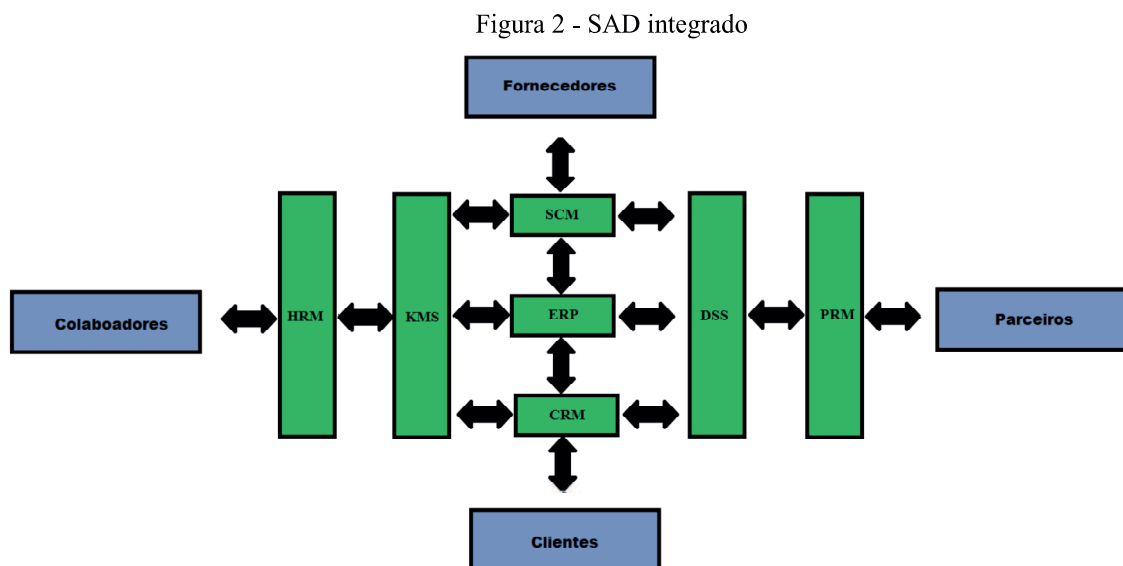 Figura 2 - SAD integrado
Fornecedores
SCM
HRM
KMS
ERP
DSS
PRM
Colaboadores
Parceiros
CRM
Clientes